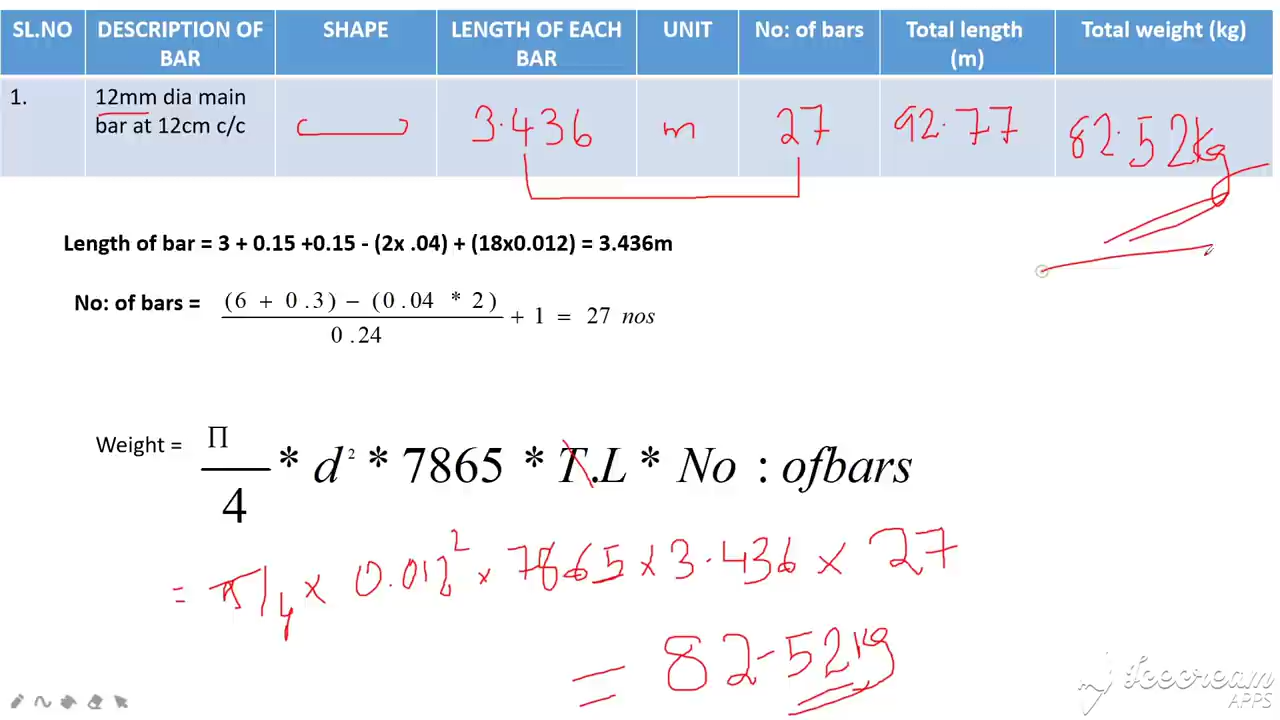 SL.NO DESCRIPTION OF BAR SHAPE LENGTH OF EACH BAR UNIT No: of bars Total length (m) Total weight (kg)
1. 12mm dia main bar at 12cm c/c 3.436 m 27 92.77 82.52kg
Length of bar = 3 + 0.15 +0.15 - (2x .04) + (18x0.012) = 3.436m
No: of bars = (6 + 0.3) − (0.04 * 2) / 0.24 + 1 = 27 nos
Weight = Π / 4 * d² * 7865 * T.L * No : ofbars
= π/4 × 0.012² × 7865 × 3.436 × 27
= 82.52kg
Icecream
APPS